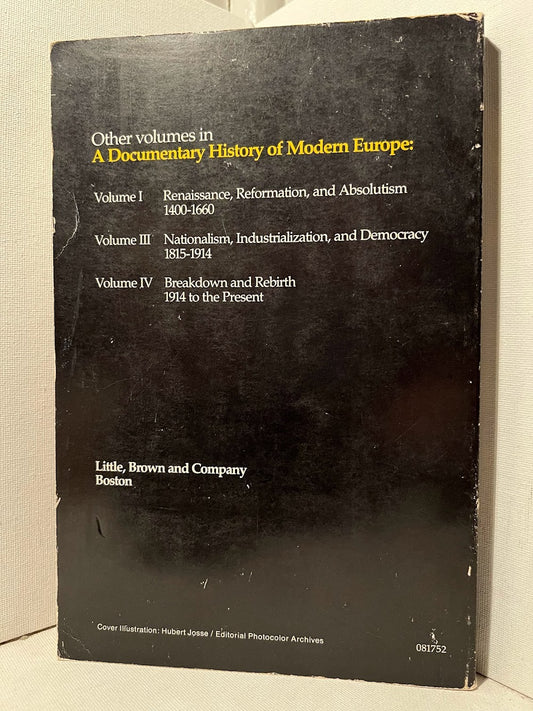 Other volumes in
A Documentary History of Modern Europe:
Volume I Renaissance, Reformation, and Absolutism
1400-1660
Volume III Nationalism, Industrialization, and Democracy
1815-1914
Volume IV Breakdown and Rebirth
1914 to the Present
Little, Brown and Company
Boston
Cover Illustration: Hubert Josse / Editorial Photocolor Archives
081752